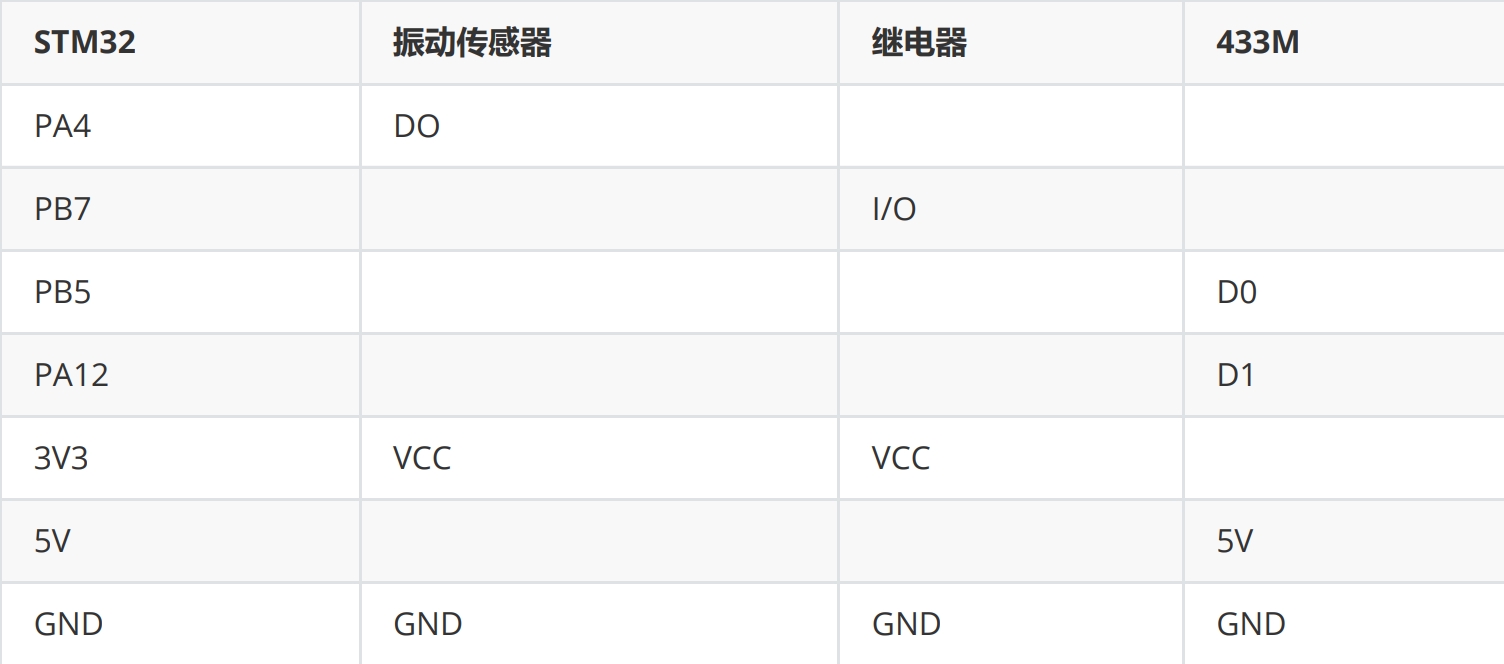 STM32 振动传感器 继电器 433M
PA4 DO
PB7 I/O
PB5 D0
PA12 D1
3V3 VCC VCC
5V 5V
GND GND GND GND